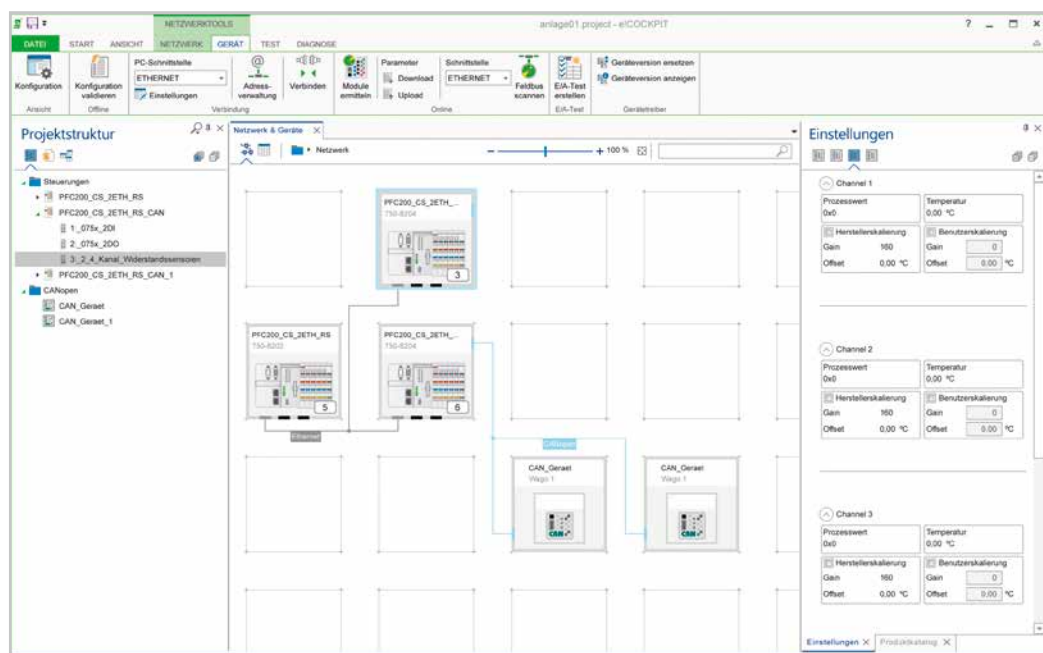 NETZWERKTOOLS
anlage01.project - e!COCKPIT
?
DATEI START ANSICHT NETZWERK GERÄT TEST DIAGNOSE
Konfiguration
Ansicht
Konfiguration validieren
Offline
PC-Schnittstelle
ETHERNET
Einstellungen
Adress-
verwaltung
Verbinden
Verbindung
Module
ermitteln
Parameter
Download
Upload
Schnittstelle
ETHERNET
Feldbus
scannen
Online
E/A-Test
erstellen
E/A-Test
Geräteversion ersetzen
Geräteversion anzeigen
Gerätetreiber
Projektstruktur
Steuerungen
PFC200_CS_2ETH_RS
PFC200_CS_2ETH_RS_CAN
1:_075x_2DI
2:_075x_2DO
3:_2_4_Kanal_Widerstandssensoren
PFC200_CS_2ETH_RS_CAN_1
CANopen
CAN_Geraet
CAN_Geraet_1
Netzwerk & Geräte
Netzwerk
100 %
PFC200_CS_2ETH_...
750-8204
3
PFC200_CS_2ETH_RS
750-8202
5
PFC200_CS_2ETH_...
750-8204
6
Ethernet
CANopen
CAN_Geraet
Wago 1
CAN
CAN_Geraet
Wago 1
CAN
Einstellungen
Channel 1
Prozesswert Temperatur
0x0 0,00 °C
Herstellerskalierung Benutzerskalierung
Gain 160 Gain 0
Offset 0,00 °C Offset 0,00 °C
Channel 2
Prozesswert Temperatur
0x0 0,00 °C
Herstellerskalierung Benutzerskalierung
Gain 160 Gain 0
Offset 0,00 °C Offset 0,00 °C
Channel 3
Prozesswert Temperatur
0x0 0,00 °C
Herstellerskalierung Benutzerskalierung
Gain 160 Gain 0
Offset 0,00 °C Offset 0,00 °C
Einstellungen Produktkatalog